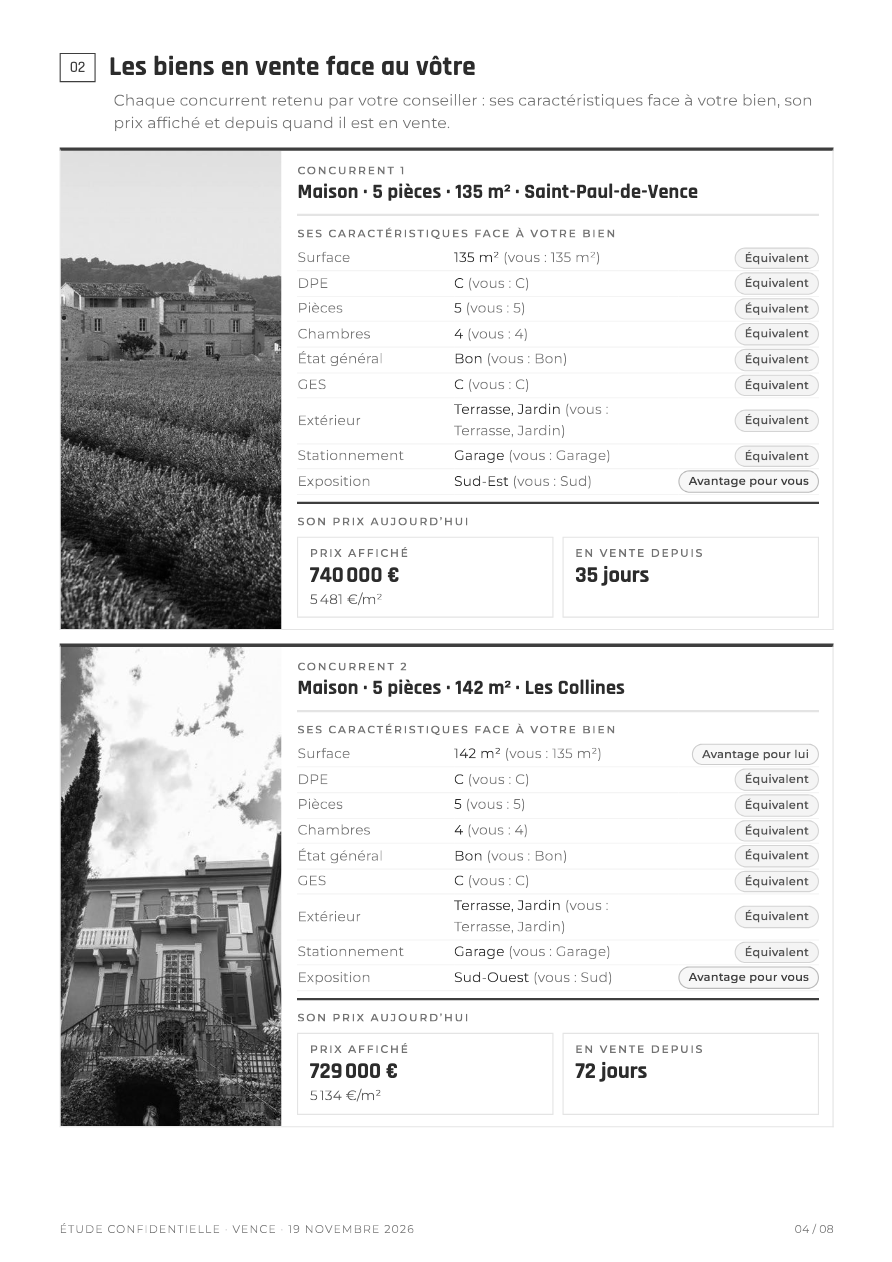 02 Les biens en vente face au vôtre
Chaque concurrent retenu par votre conseiller : ses caractéristiques face à votre bien, son
prix affiché et depuis quand il est en vente.
CONCURRENT 1
Maison · 5 pièces · 135 m² · Saint-Paul-de-Vence
SES CARACTÉRISTIQUES FACE À VOTRE BIEN
Surface 135 m² (vous : 135 m²) Équivalent
DPE C (vous : C) Équivalent
Pièces 5 (vous : 5) Équivalent
Chambres 4 (vous : 4) Équivalent
État général Bon (vous : Bon) Équivalent
GES C (vous : C) Équivalent
Extérieur Terrasse, Jardin (vous :
Terrasse, Jardin) Équivalent
Stationnement Garage (vous : Garage) Équivalent
Exposition Sud-Est (vous : Sud) Avantage pour vous
SON PRIX AUJOURD'HUI
PRIX AFFICHÉ
740 000 €
5 481 €/m²
EN VENTE DEPUIS
35 jours
CONCURRENT 2
Maison · 5 pièces · 142 m² · Les Collines
SES CARACTÉRISTIQUES FACE À VOTRE BIEN
Surface 142 m² (vous : 135 m²) Avantage pour lui
DPE C (vous : C) Équivalent
Pièces 5 (vous : 5) Équivalent
Chambres 4 (vous : 4) Équivalent
État général Bon (vous : Bon) Équivalent
GES C (vous : C) Équivalent
Extérieur Terrasse, Jardin (vous :
Terrasse, Jardin) Équivalent
Stationnement Garage (vous : Garage) Équivalent
Exposition Sud-Ouest (vous : Sud) Avantage pour vous
SON PRIX AUJOURD'HUI
PRIX AFFICHÉ
729 000 €
5 134 €/m²
EN VENTE DEPUIS
72 jours
ÉTUDE CONFIDENTIELLE · VENCE · 19 NOVEMBRE 2026
04 / 08